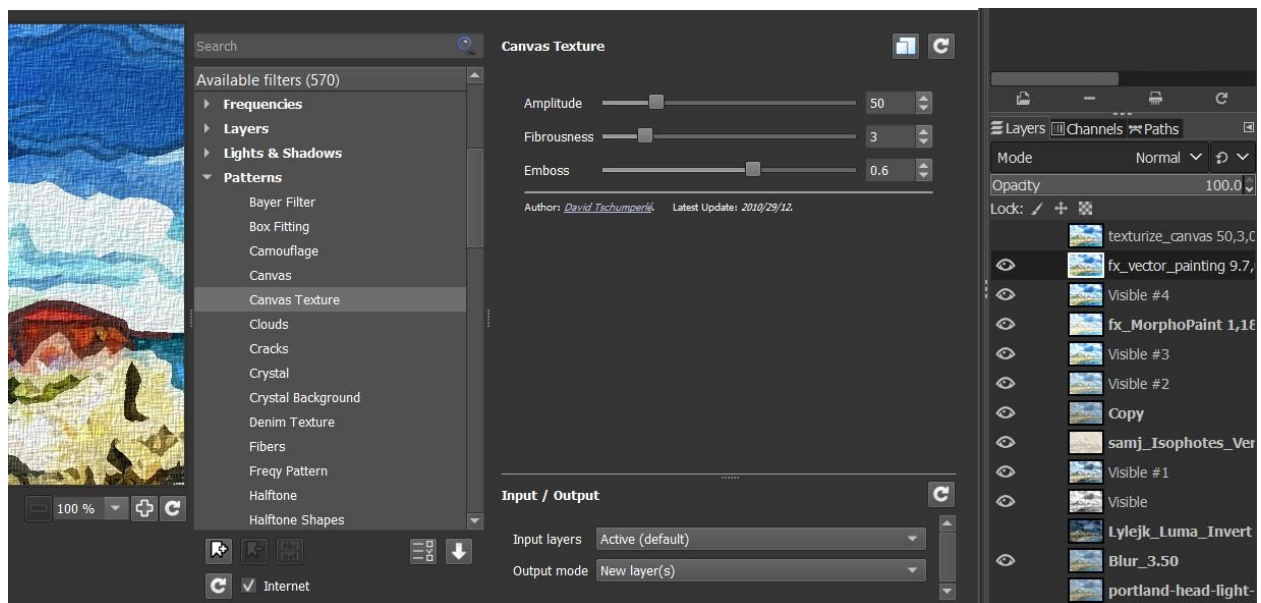 Search
Available filters (570)
Frequencies
Layers
Lights & Shadows
Patterns
Bayer Filter
Box Fitting
Camouflage
Canvas
Canvas Texture
Clouds
Cracks
Crystal
Crystal Background
Denim Texture
Fibers
Freqy Pattern
Halftone
Halftone Shapes
100 %
Internet
Canvas Texture
Amplitude 50
Fibrousness 3
Emboss 0.6
Author: David Tschumperlé. Latest Update: 2010/29/12.
Input / Output
Input layers Active (default)
Output mode New layer(s)
Layers Channels Paths
Mode Normal
Opacity 100.0
Lock:
texturize_canvas 50,3,0
fx_vector_painting 9.7,
Visible #4
fx_MorphoPaint 1,18
Visible #3
Visible #2
Copy
samj_Isophotes_Ver
Visible #1
Visible
Lylejk_Luma_Invert
Blur_3.50
portland-head-light-